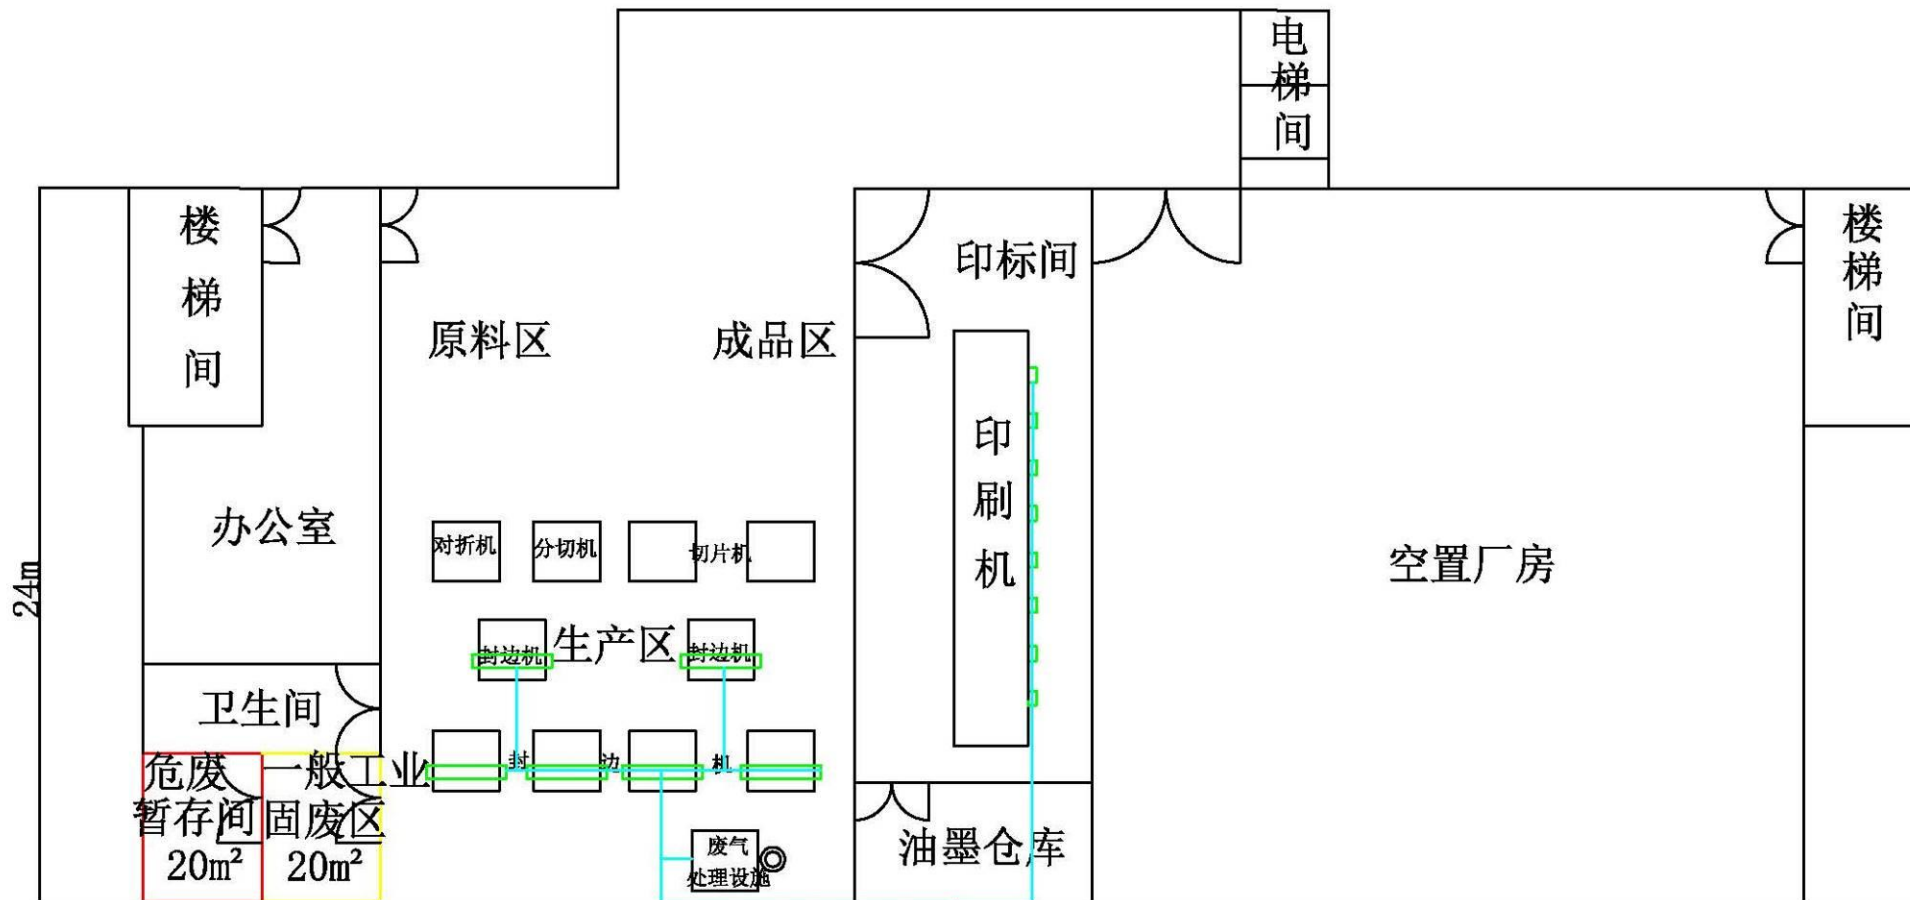 电梯间
楼梯间
楼梯间
印标间
原料区
成品区
印刷机
办公室
对折机
分切机
切片机
空置厂房
24m
封边机
生产区
封边机
卫生间
封边机
危废
暂存间
20m²
一般工业
固废区
20m²
废气
处理设施
油墨仓库